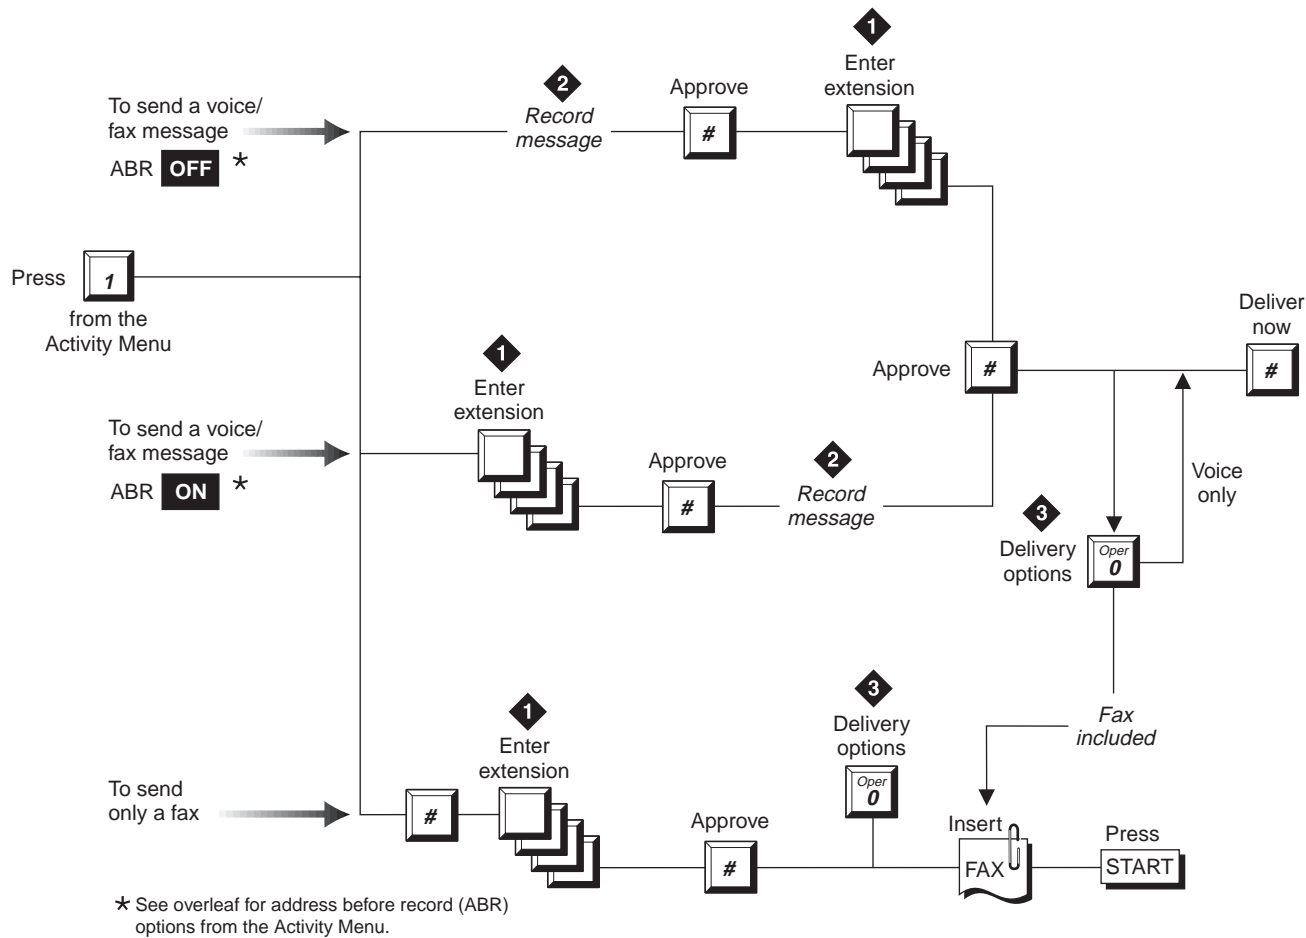 1
Enter
extension
2
Record
message
Approve
#
To send a voice/
fax message
ABR OFF *
Press 1
from the
Activity Menu
Deliver
now
#
Approve #
1
Enter
extension
To send a voice/
fax message
ABR ON *
Approve
#
2
Record
message
Voice
only
3
Delivery
options
Oper
0
3
Delivery
options
Oper
0
Fax
included
1
Enter
extension
To send
only a fax
#
Approve
#
Insert
FAX
Press
START
* See overleaf for address before record (ABR)
options from the Activity Menu.